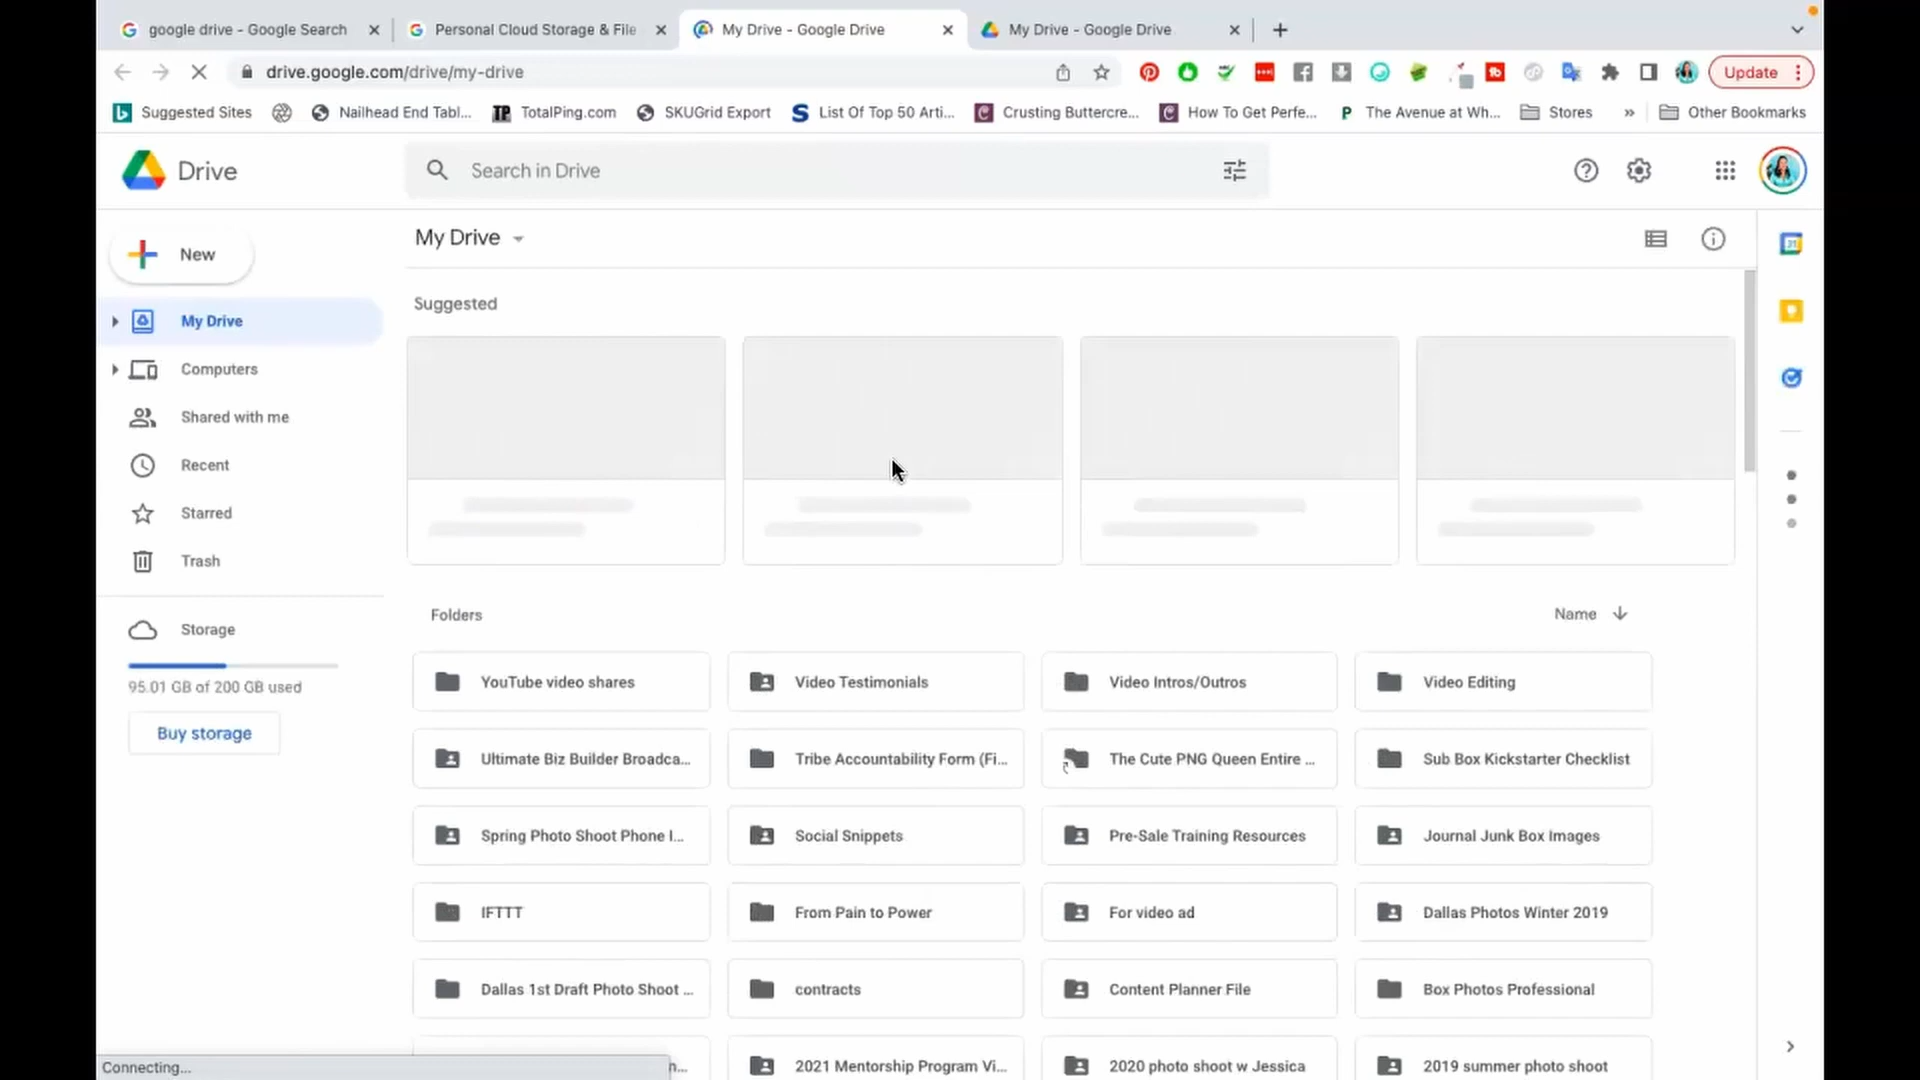 google drive - Google Search
Personal Cloud Storage & File
My Drive - Google Drive
My Drive - Google Drive
drive.google.com/drive/my-drive
Update
Suggested Sites
Nailhead End Tabl...
TotalPing.com
SKUGrid Export
List Of Top 50 Arti...
Crusting Buttercre...
How To Get Perfe...
The Avenue at Wh...
Stores
»
Other Bookmarks
Drive
Search in Drive
My Drive
New
Suggested
My Drive
Computers
Shared with me
Recent
Starred
Trash
Storage
95.01 GB of 200 GB used
Buy storage
Folders
Name
YouTube video shares
Video Testimonials
Video Intros/Outros
Video Editing
Ultimate Biz Builder Broadca...
Tribe Accountability Form (Fi...
The Cute PNG Queen Entire ...
Sub Box Kickstarter Checklist
Spring Photo Shoot Phone I...
Social Snippets
Pre-Sale Training Resources
Journal Junk Box Images
IFTTT
From Pain to Power
For video ad
Dallas Photos Winter 2019
Dallas 1st Draft Photo Shoot ...
contracts
Content Planner File
Box Photos Professional
2021 Mentorship Program Vi...
2020 photo shoot w Jessica
2019 summer photo shoot
Connecting...